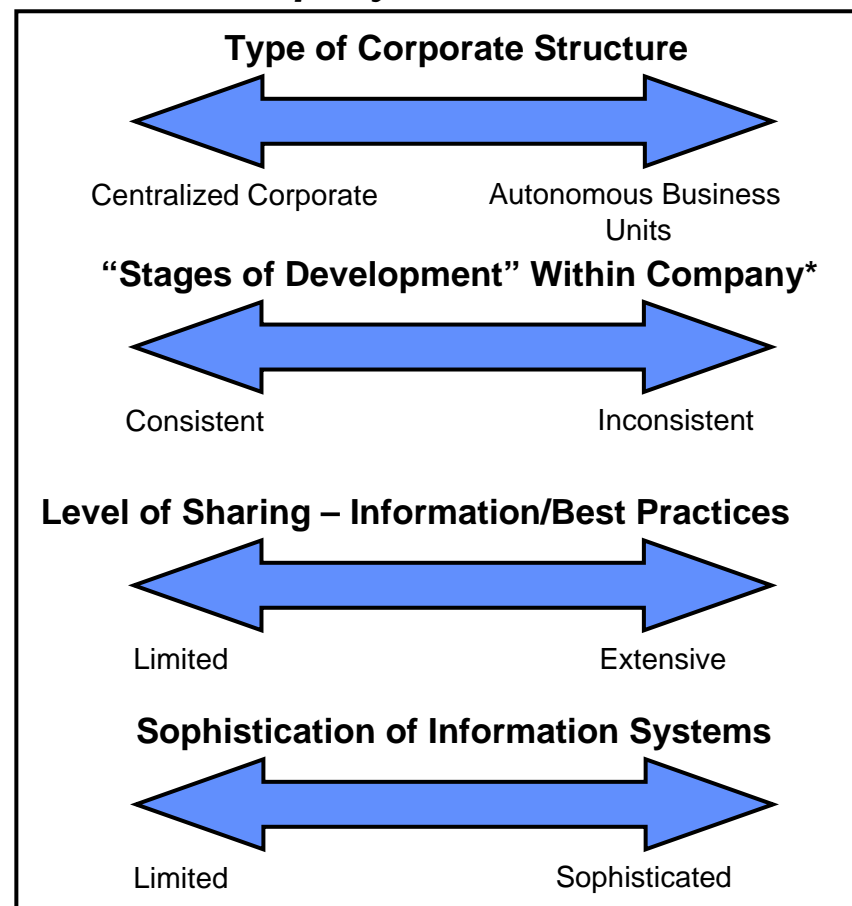 Type of Corporate Structure
Centralized Corporate
Autonomous Business
Units
“Stages of Development” Within Company*
Consistent
Inconsistent
Level of Sharing – Information/Best Practices
Limited
Extensive
Sophistication of Information Systems
Limited
Sophisticated